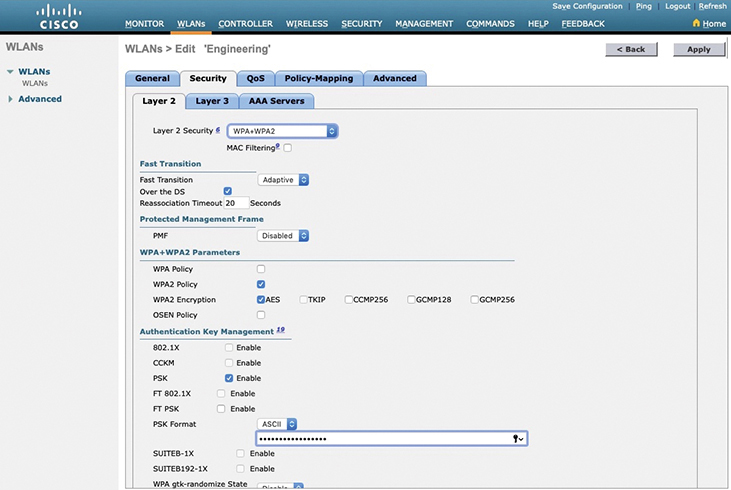 Save Configuration Ping Logout Refresh
CISCO MONITOR WLANs CONTROLLER WIRELESS SECURITY MANAGEMENT COMMANDS HELP FEEDBACK Home
WLANs WLANs > Edit 'Engineering' < Back Apply
WLANs
WLANs
Advanced
General Security QoS Policy-Mapping Advanced
Layer 2 Layer 3 AAA Servers
Layer 2 Security 6 WPA+WPA2
MAC Filtering 9
Fast Transition
Fast Transition Adaptive
Over the DS
Reassociation Timeout 20 Seconds
Protected Management Frame
PMF Disabled
WPA+WPA2 Parameters
WPA Policy
WPA2 Policy
WPA2 Encryption AES TKIP CCMP256 GCMP128 GCMP256
OSEN Policy
Authentication Key Management 19
802.1X Enable
CCKM Enable
PSK Enable
FT 802.1X Enable
FT PSK Enable
PSK Format ASCII
•••••••••••••••••
SUITEB-1X Enable
SUITEB192-1X Enable
WPA gtk-randomize State Disable